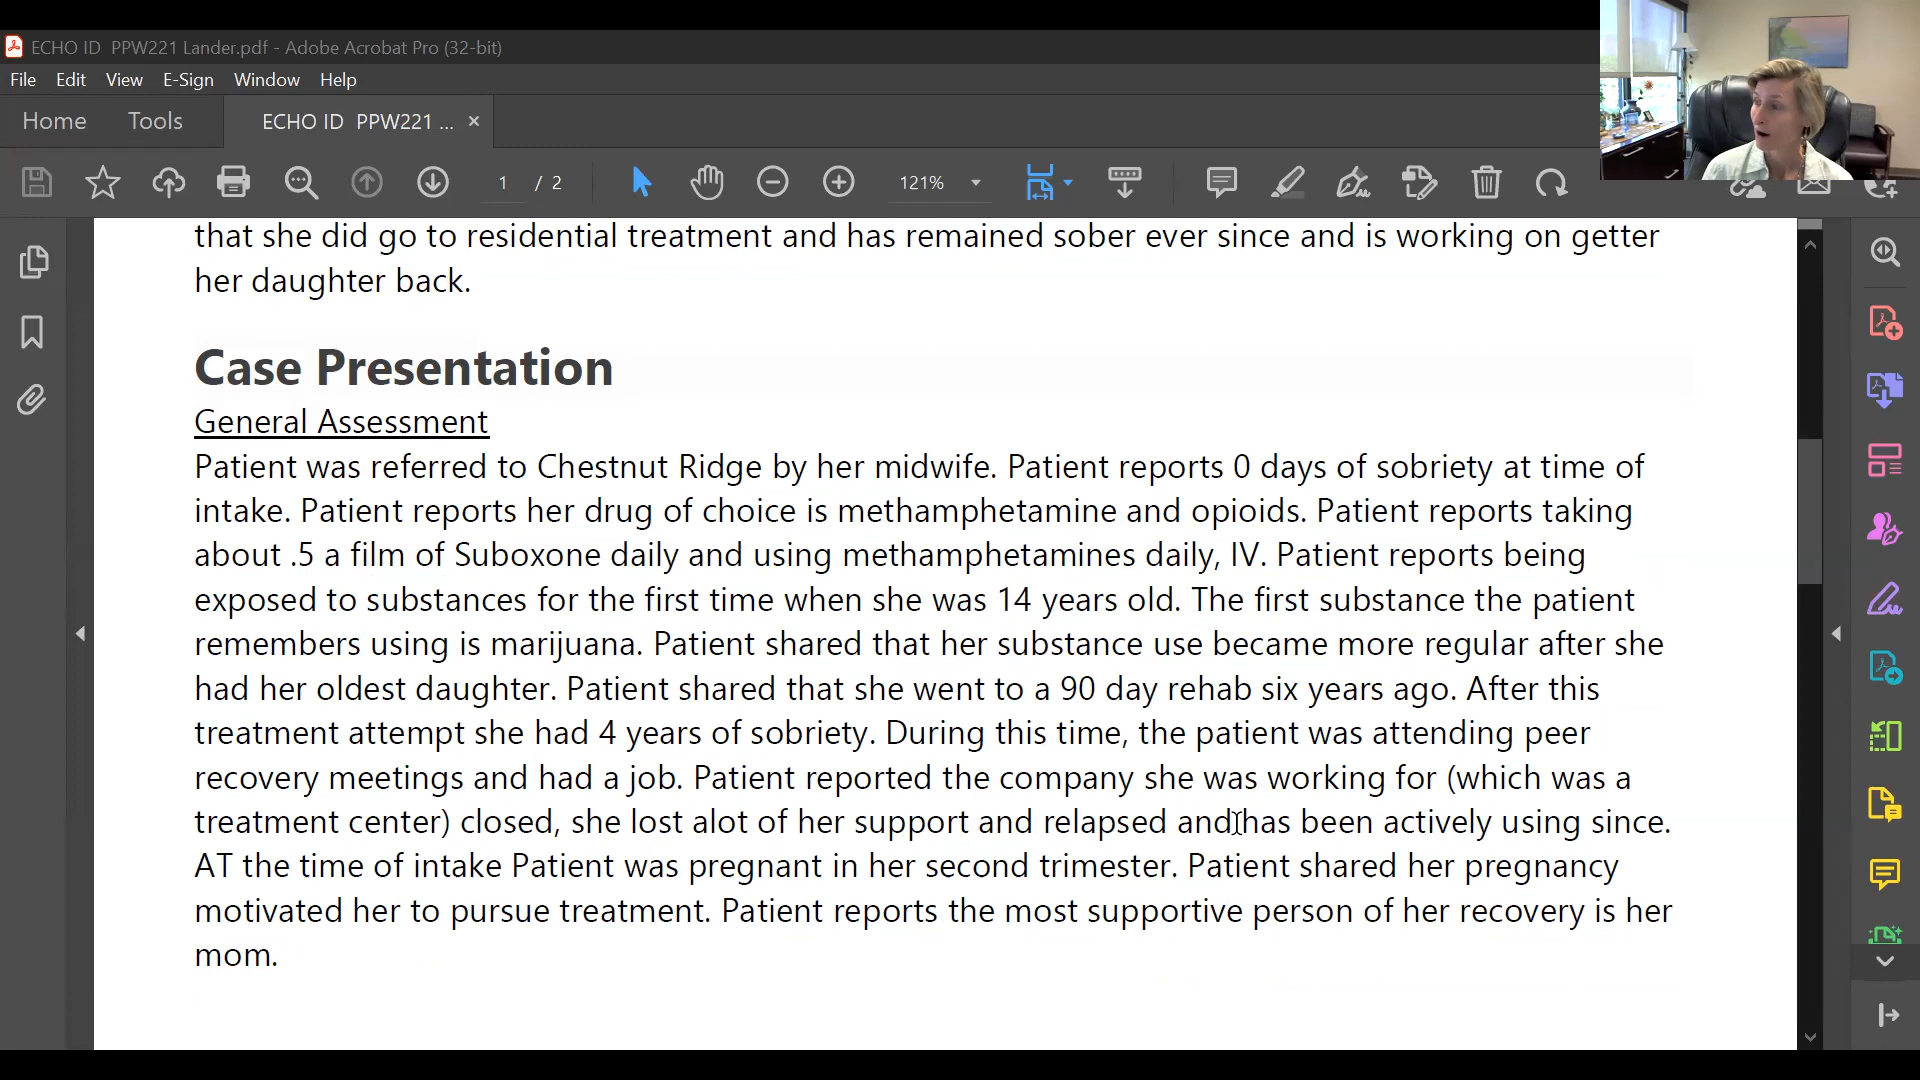 ECHO ID  PPW221 Lander.pdf - Adobe Acrobat Pro (32-bit)
File Edit View E-Sign Window Help
Home Tools ECHO ID  PPW221 ... ×
1 / 2 121%
that she did go to residential treatment and has remained sober ever since and is working on getter
her daughter back.
Case Presentation
General Assessment
Patient was referred to Chestnut Ridge by her midwife. Patient reports 0 days of sobriety at time of
intake. Patient reports her drug of choice is methamphetamine and opioids. Patient reports taking
about .5 a film of Suboxone daily and using methamphetamines daily, IV. Patient reports being
exposed to substances for the first time when she was 14 years old. The first substance the patient
remembers using is marijuana. Patient shared that her substance use became more regular after she
had her oldest daughter. Patient shared that she went to a 90 day rehab six years ago. After this
treatment attempt she had 4 years of sobriety. During this time, the patient was attending peer
recovery meetings and had a job. Patient reported the company she was working for (which was a
treatment center) closed, she lost alot of her support and relapsed and has been actively using since.
AT the time of intake Patient was pregnant in her second trimester. Patient shared her pregnancy
motivated her to pursue treatment. Patient reports the most supportive person of her recovery is her
mom.